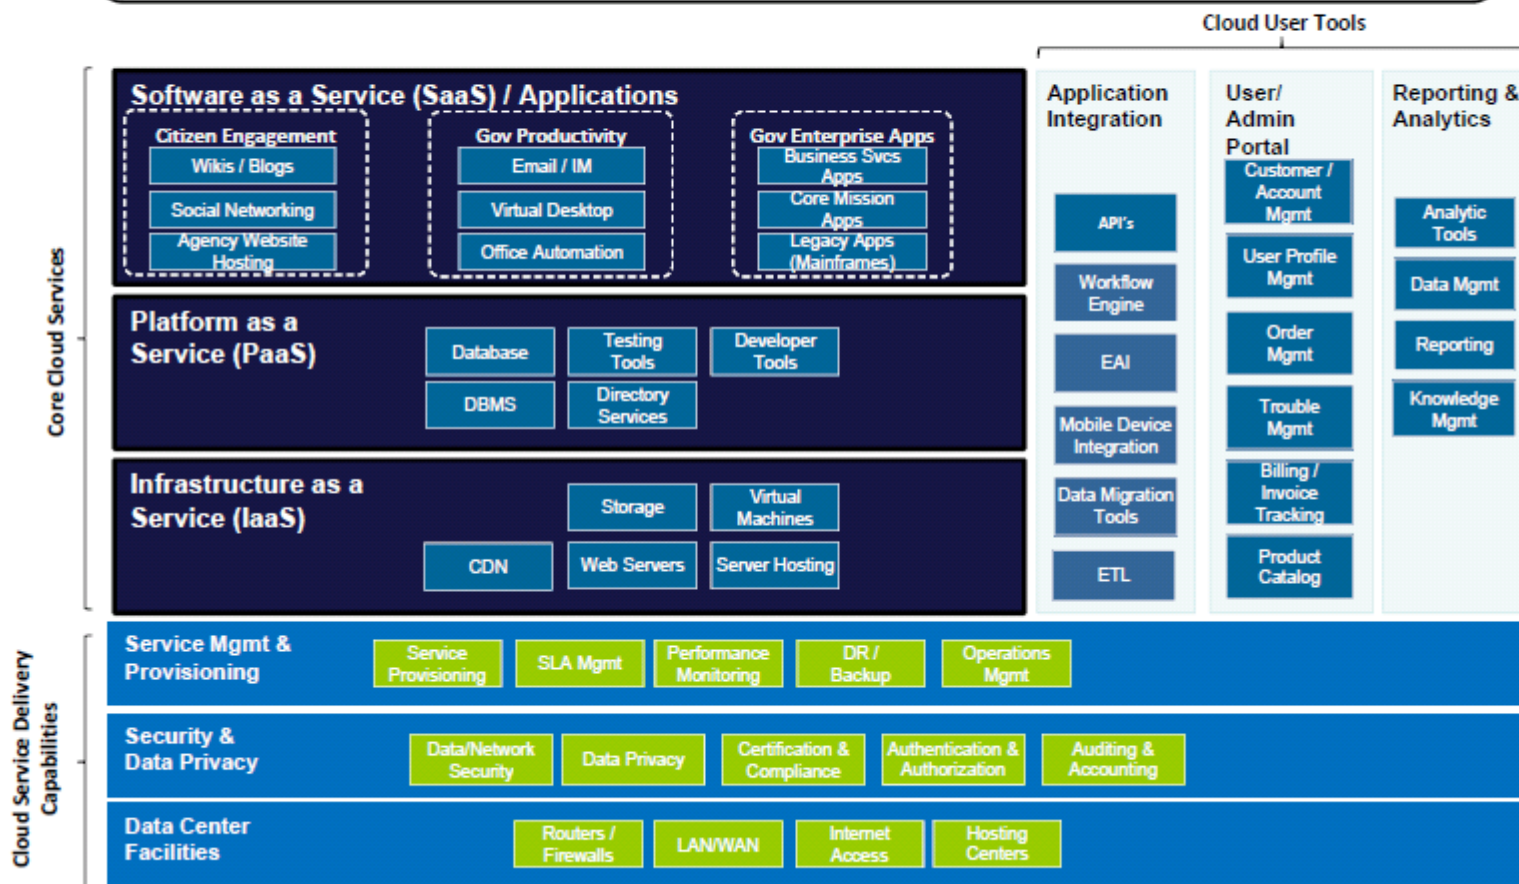 Cloud User Tools
Core Cloud Services
Software as a Service (SaaS) / Applications
Citizen Engagement
Wikis / Blogs
Social Networking
Agency Website
Hosting
Gov Productivity
Email / IM
Virtual Desktop
Office Automation
Gov Enterprise Apps
Business Svcs
Apps
Core Mission
Apps
Legacy Apps
(Mainframes)
Platform as a
Service (PaaS)
Database
Testing
Tools
Developer
Tools
DBMS
Directory
Services
Infrastructure as a
Service (IaaS)
Storage
Virtual
Machines
CDN
Web Servers
Server Hosting
Application
Integration
API's
Workflow
Engine
EAI
Mobile Device
Integration
Data Migration
Tools
ETL
User/
Admin
Portal
Customer /
Account
Mgmt
User Profile
Mgmt
Order
Mgmt
Trouble
Mgmt
Billing /
Invoice
Tracking
Product
Catalog
Reporting &
Analytics
Analytic
Tools
Data Mgmt
Reporting
Knowledge
Mgmt
Cloud Service Delivery
Capabilities
Service Mgmt &
Provisioning
Service
Provisioning
SLA Mgmt
Performance
Monitoring
DR /
Backup
Operations
Mgmt
Security &
Data Privacy
Data/Network
Security
Data Privacy
Certification &
Compliance
Authentication &
Authorization
Auditing &
Accounting
Data Center
Facilities
Routers /
Firewalls
LAN/WAN
Internet
Access
Hosting
Centers